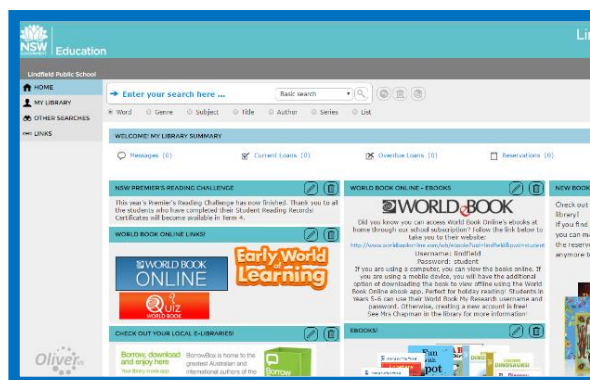 NSW
GOVERNMENT
Education
Lindfield Public School
HOME
MY LIBRARY
OTHER SEARCHES
LINKS
Enter your search here ...
Basic search
Word Genre Subject Title Author Series List
WELCOME! MY LIBRARY SUMMARY
Messages (0) Current Loans (0) Overdue Loans (0) Reservations (0)
NSW PREMIER'S READING CHALLENGE
This year's Premier's Reading Challenge has now finished. Thank you to all
the students who have completed their Student Reading Records!
Certificates will become available in Term 4.
WORLD BOOK ONLINE LINKS!
WORLD BOOK
ONLINE
Early World
of
Learning
Quiz
WORLD BOOK
CHECK OUT YOUR LOCAL E-LIBRARIES!
Borrow, download
and enjoy here
Your library in one app
BorrowBox is home to the
greatest Australian and
international authors of the
Borrow
WORLD BOOK ONLINE - EBOOKS
WORLD BOOK
Did you know you can access World Book Online's ebooks at
home through our school subscription? Follow the link below to
take you to their website:
Username: lindfield
Password: student
If you are using a computer, you can view the books online. If
you are using a mobile device, you will have the additional
option of downloading the book to view offline using the World
Book Online ebook app. Perfect for holiday reading! Students in
Years 5-6 can use their World Book My Research username and
password. Otherwise, creating a new account is free!
See Mrs Chapman in the library for more information!
EBOOKS!
NEW BOOK
Check out
library!
If you find
you can ma
the reserve
anymore t
Oliver